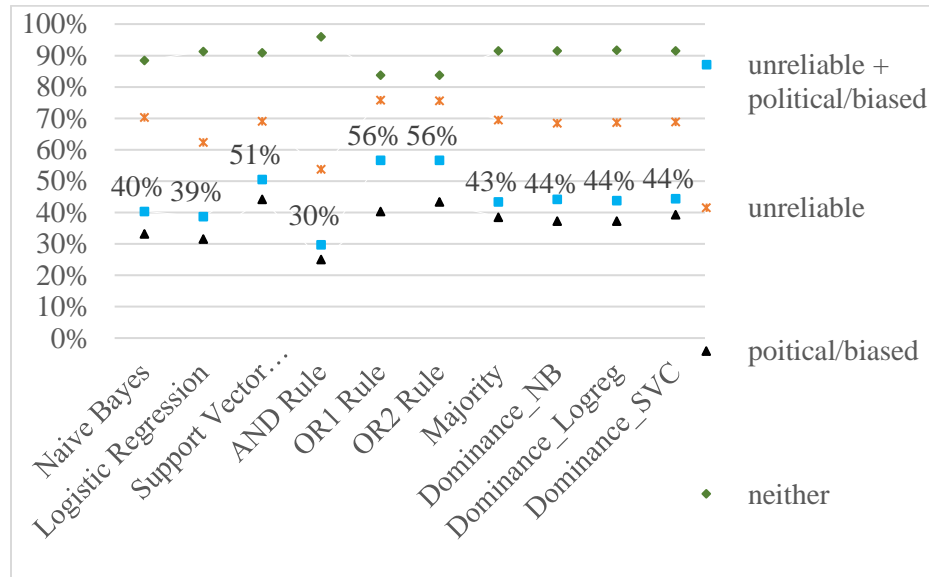 100%
90%
80%
70%
60%
50%
40%
30%
20%
10%
0%
40%
39%
51%
30%
56%
56%
43%
44%
44%
44%
Naive Bayes
Logistic Regression
Support Vector…
AND Rule
OR1 Rule
OR2 Rule
Majority
Dominance_NB
Dominance_Logreg
Dominance_SVC
unreliable +
political/biased
unreliable
poitical/biased
neither